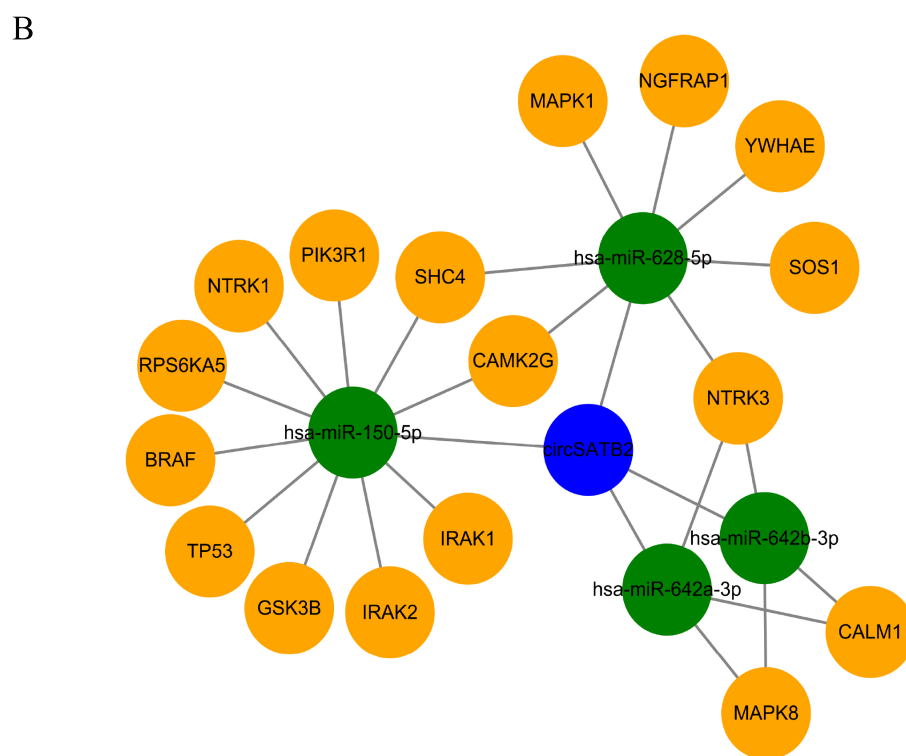 B
NGFRAP1
MAPK1
YWHAE
PIK3R1
hsa-miR-628-5p
SOS1
NTRK1
SHC4
RPS6KA5
CAMK2G
NTRK3
hsa-miR-150-5p
circSATB2
BRAF
IRAK1
hsa-miR-642b-3p
TP53
hsa-miR-642a-3p
GSK3B
IRAK2
CALM1
MAPK8